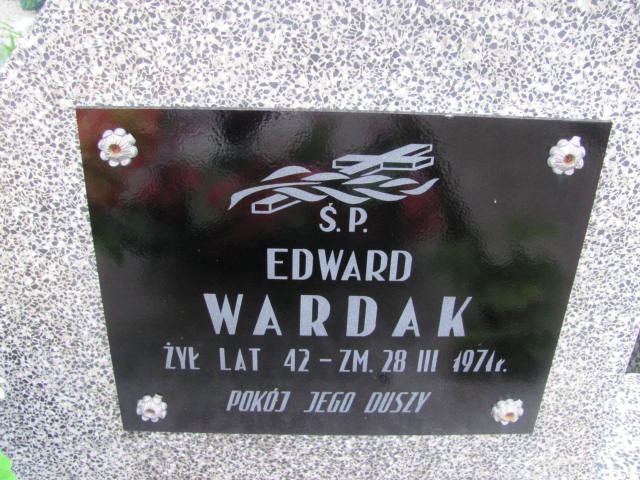 Ś.P.
EDWARD
WARDAK
ŻYŁ LAT 42 – ZM. 28 III 1971r.
POKÓJ JEGO DUSZY